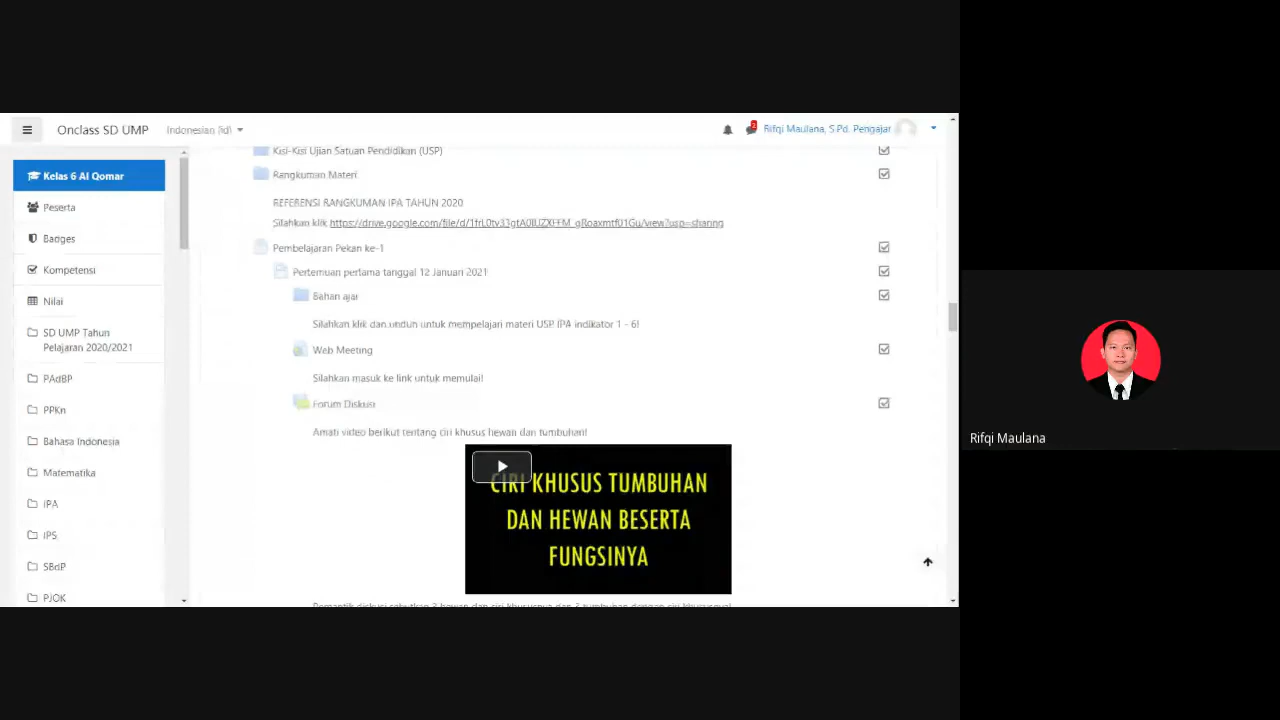 Onclass SD UMP
Indonesian (id)
2
Rifqi Maulana, S.Pd. Pengajar
Kelas 6 Al Qomar
Peserta
Badges
Kompetensi
Nilai
SD UMP Tahun
Pelajaran 2020/2021
PAdBP
PPKn
Bahasa Indonesia
Matematika
IPA
IPS
SBdP
PJOK
Kisi-Kisi Ujian Satuan Pendidikan (USP)
Rangkuman Materi
REFERENSI RANGKUMAN IPA TAHUN 2020
Silahkan klik
Pembelajaran Pekan ke-1
Pertemuan pertama tanggal 12 Januari 2021
Bahan ajar
Silahkan klik dan unduh untuk mempelajari materi USP IPA indikator 1 - 6!
Web Meeting
Silahkan masuk ke link untuk memulai!
Forum Diskusi
Amati video berikut tentang ciri khusus hewan dan tumbuhan!
CIRI KHUSUS TUMBUHAN
DAN HEWAN BESERTA
FUNGSINYA
Rifqi Maulana